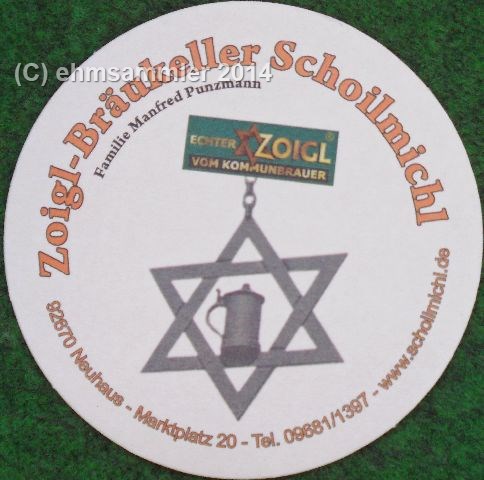 (C) ehmsammler 2014
Zoigl-Bräukeller Schoilmichl
Familie Manfred Punzmann
ECHTER ZOIGL®
VOM KOMMUNBRAUER
92670 Neuhaus - Marktplatz 20 - Tel. 09681/1397 - www.schoilmichl.de